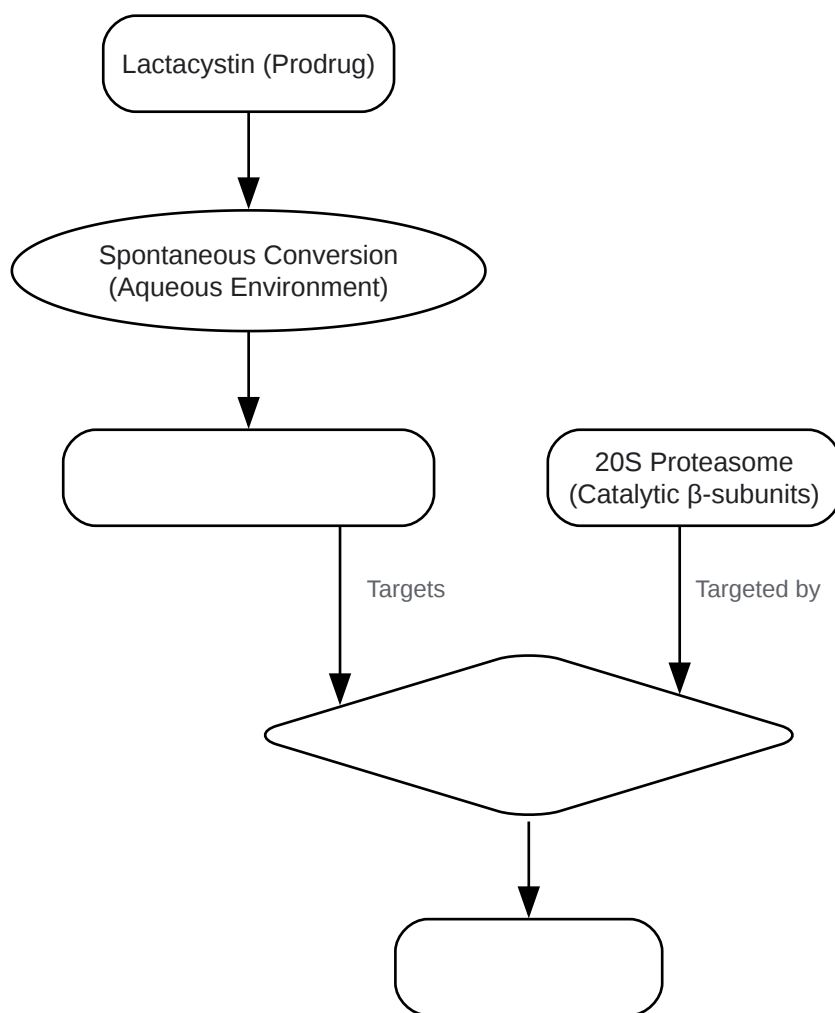 Lactacystin (Prodrug)
Spontaneous Conversion
(Aqueous Environment)
20S Proteasome
(Catalytic β-subunits)
Targets
Targeted by